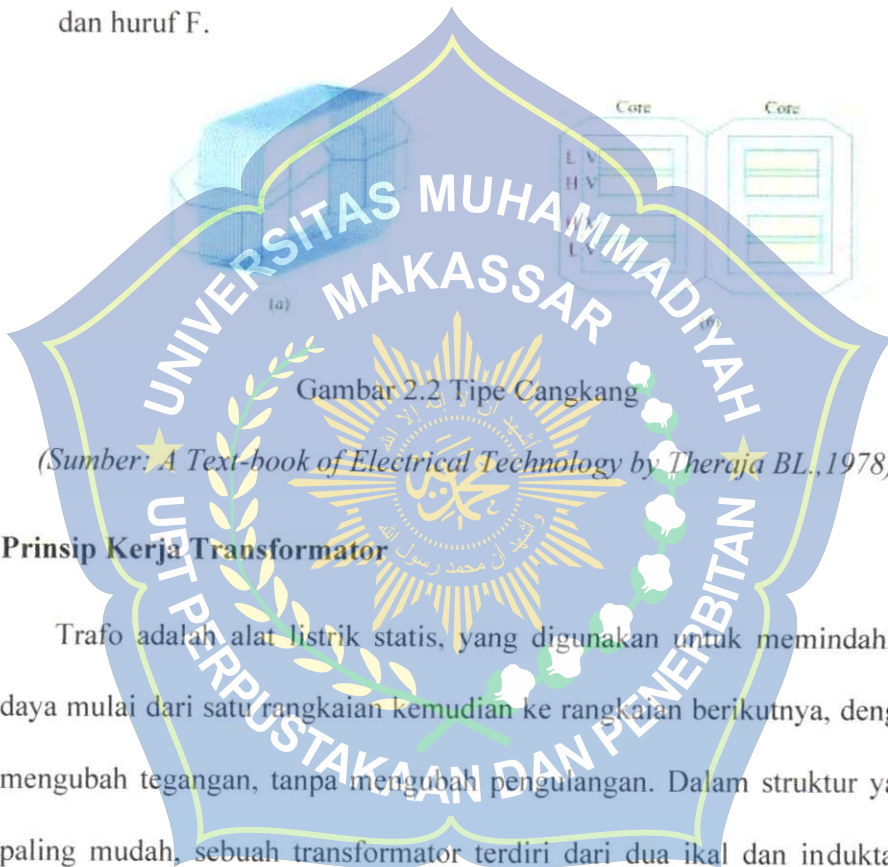 dan huruf F.
Core Core
L V
H V
H V
L V
(a)
(b)
UNIVERSITAS MUHAMMADIYAH
MAKASSAR
UPT PERPUSTAKAAN DAN PENERBITAN
Gambar 2.2 Tipe Cangkang
(Sumber: A Text-book of Electrical Technology by Theraja BL.,1978)
Prinsip Kerja Transformator
Trafo adalah alat listrik statis, yang digunakan untuk memindah
daya mulai dari satu rangkaian kemudian ke rangkaian berikutnya, deng
mengubah tegangan, tanpa mengubah pengulangan. Dalam struktur ya
paling mudah, sebuah transformator terdiri dari dua ikal dan indukta